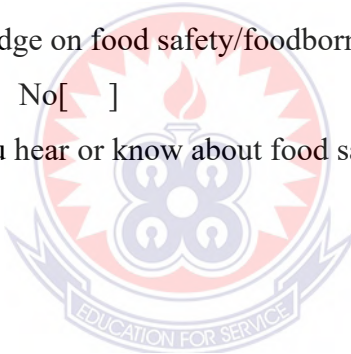 dge on food safety/foodborn
No[ ]
u hear or know about food sa
EDUCATION FOR SERVICE